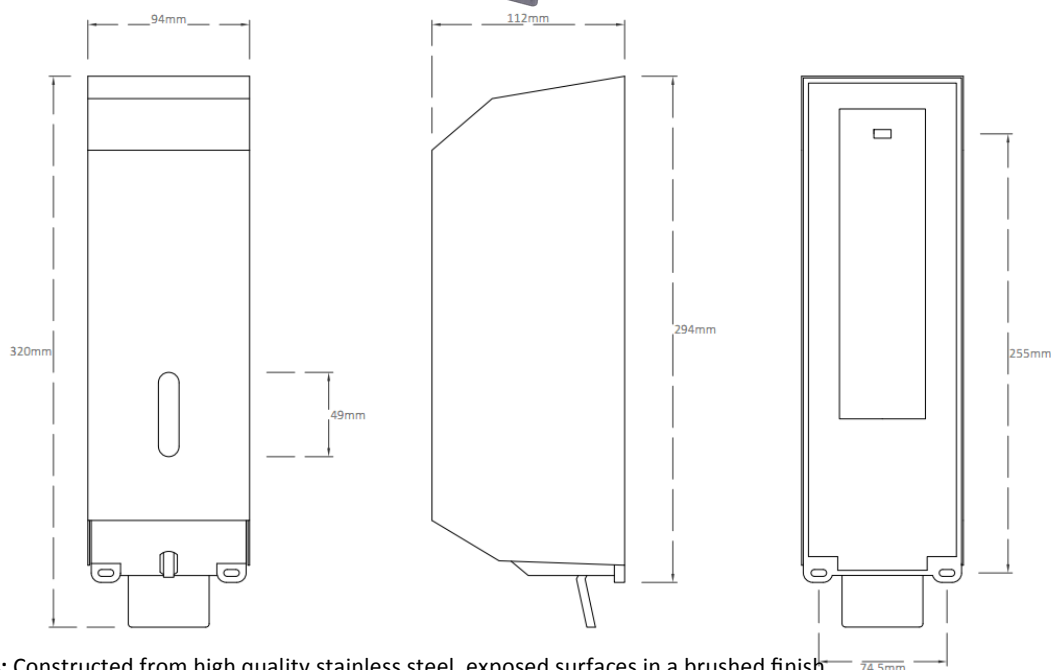 94mm
112mm
320mm
294mm
255mm
49mm
: Constructed from high quality stainless steel, exposed surfaces in a brushed finish
74.5mm